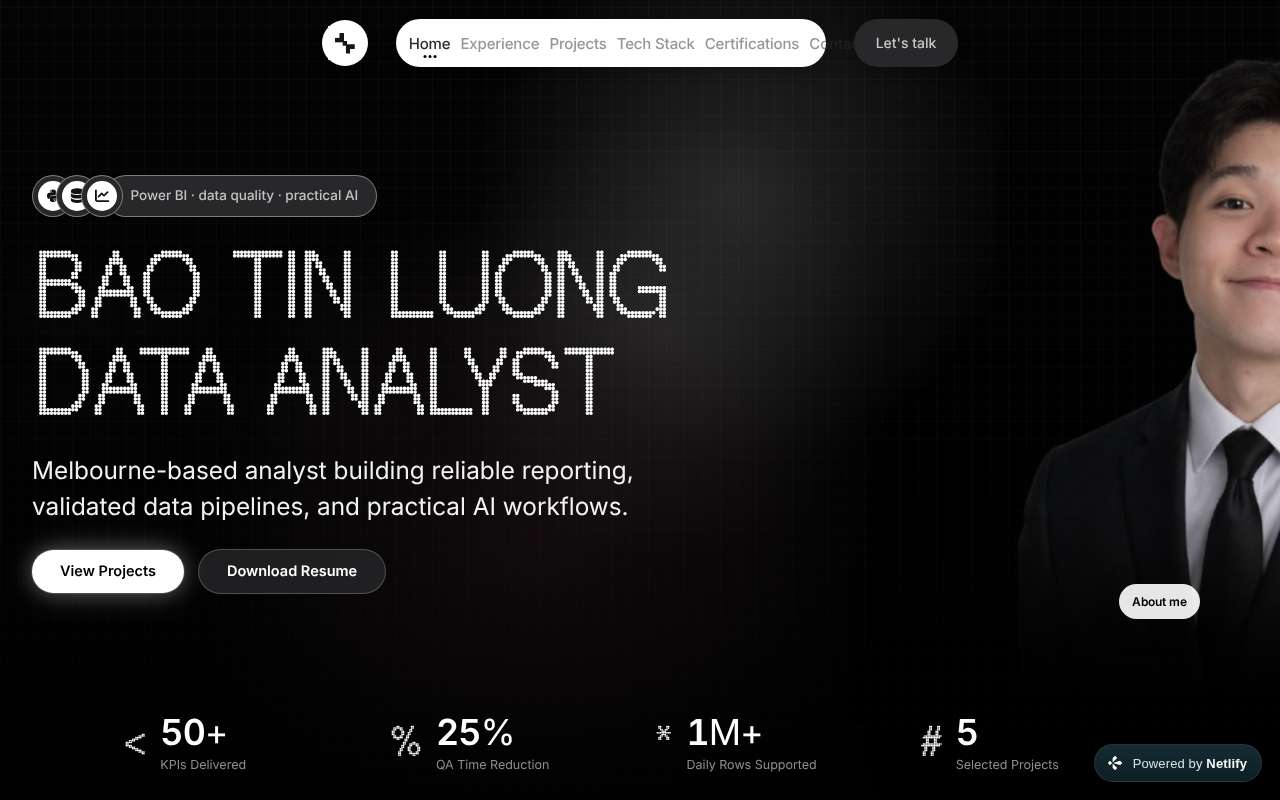 Home Experience Projects Tech Stack Certifications Contact Let's talk
Power BI · data quality · practical AI
BAO TIN LUONG
DATA ANALYST
Melbourne-based analyst building reliable reporting,
validated data pipelines, and practical AI workflows.
View Projects Download Resume
About me
< 50+ % 25% * 1M+ # 5
KPIs Delivered QA Time Reduction Daily Rows Supported Selected Projects
Powered by Netlify